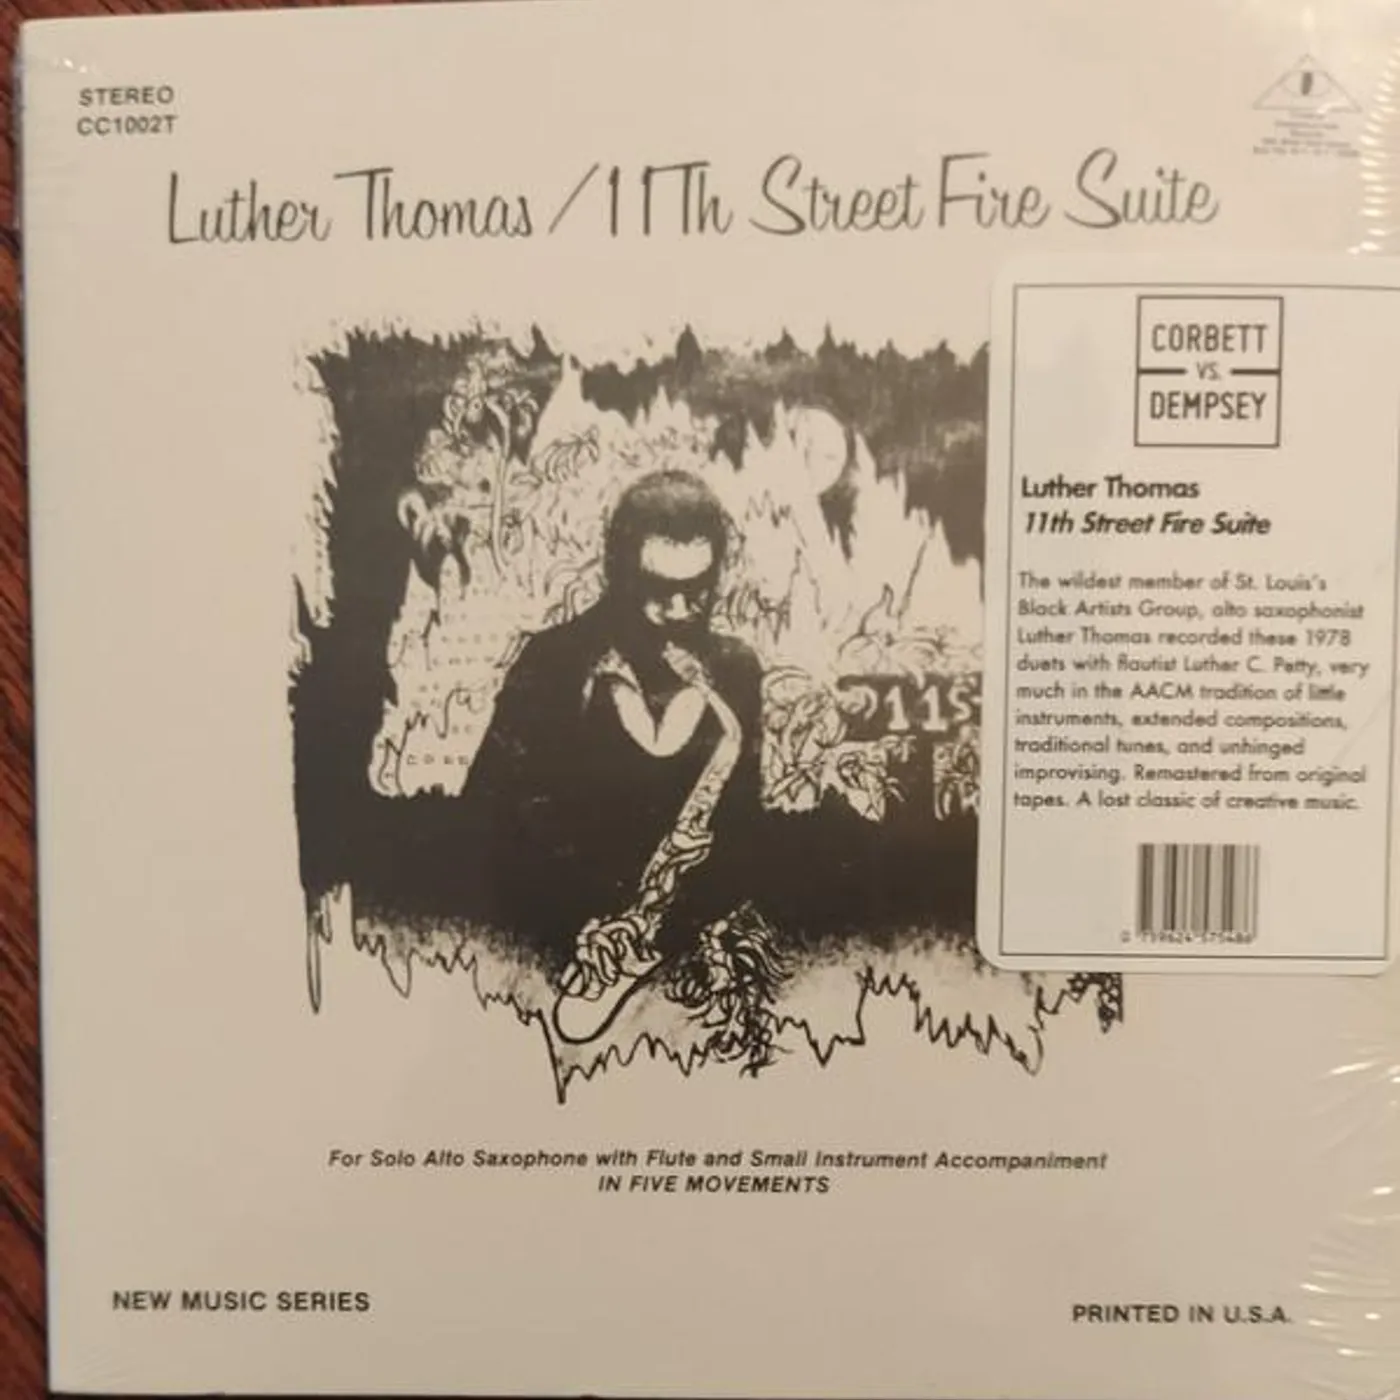 STEREO
CC1002T
Luther Thomas / 11Th Street Fire Suite
CORBETT
VS.
DEMPSEY
Luther Thomas
11th Street Fire Suite
The wildest member of St. Louis's
Black Artists Group, alto saxophonist
Luther Thomas recorded these 1978
duets with flautist Luther C. Petty, very
much in the AACM tradition of little
instruments, extended compositions,
traditional tunes, and unhinged
improvising. Remastered from original
tapes. A lost classic of creative music.
115
For Solo Alto Saxophone with Flute and Small Instrument Accompaniment
IN FIVE MOVEMENTS
NEW MUSIC SERIES
PRINTED IN U.S.A.